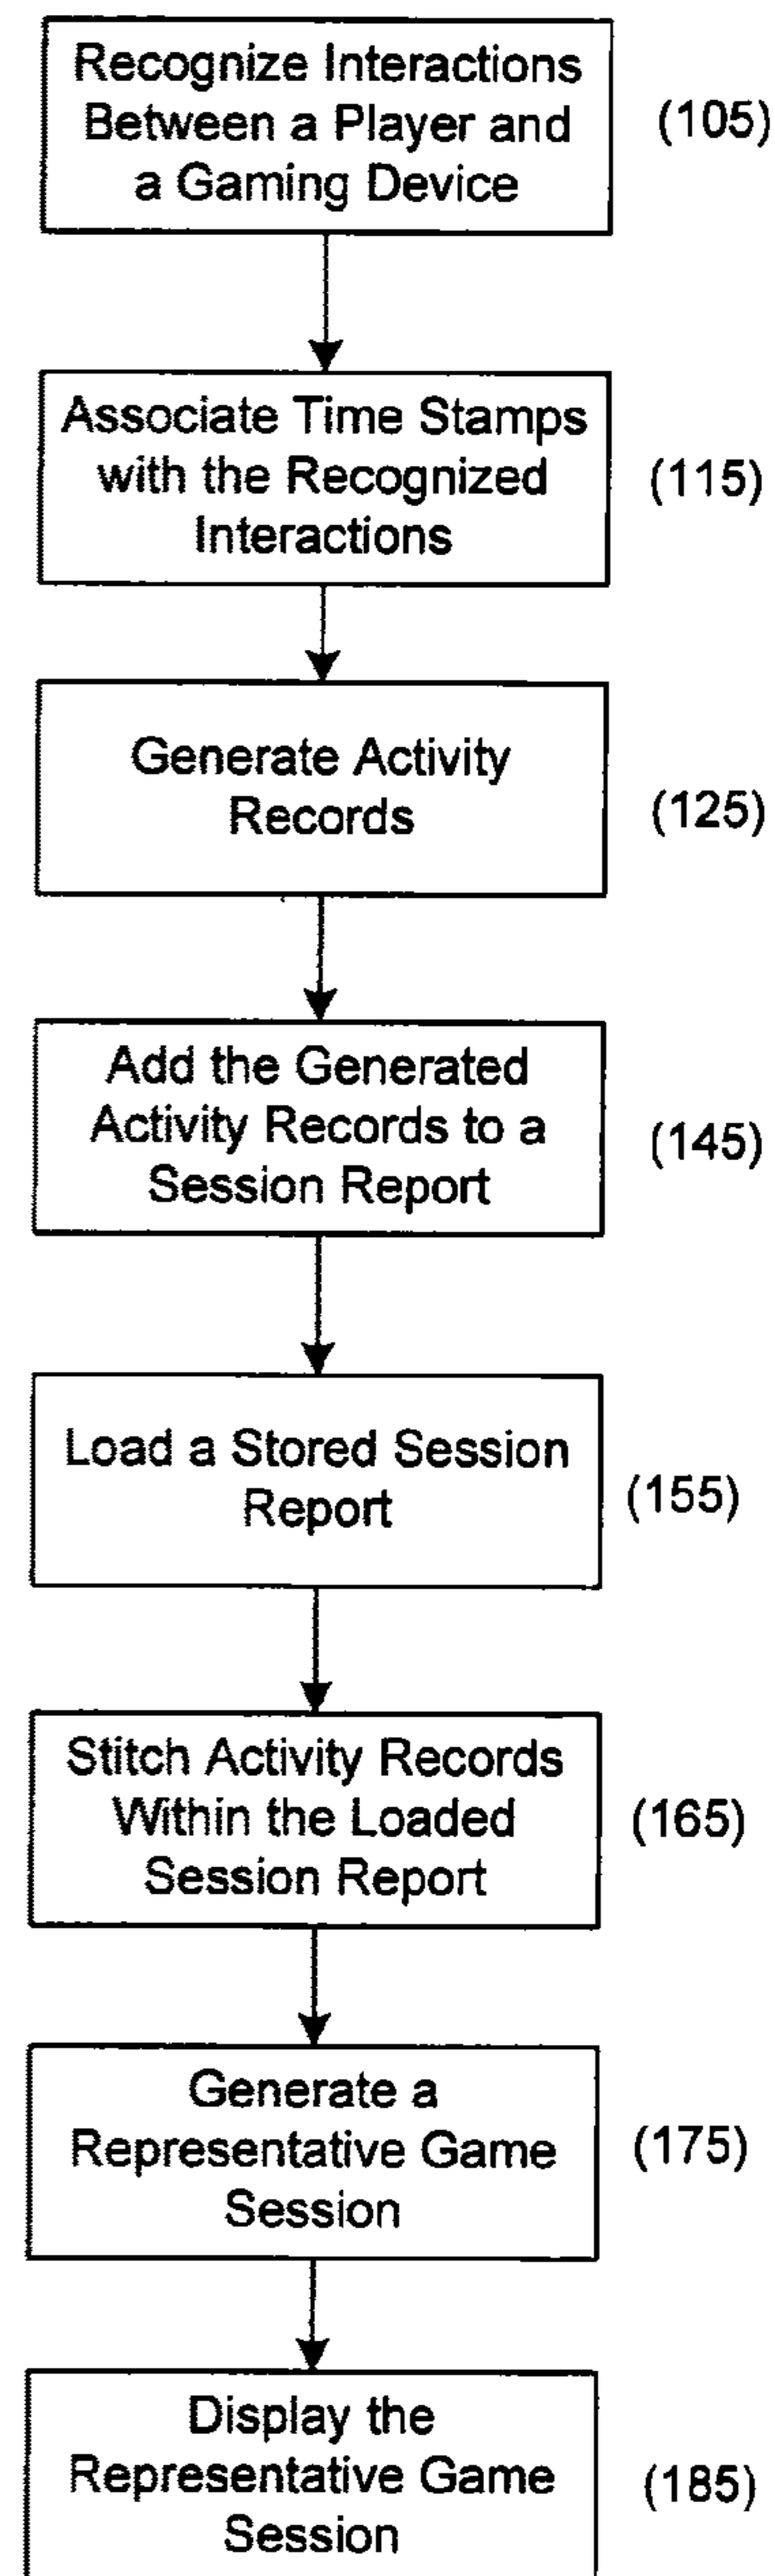 Recognize Interactions
Between a Player and
a Gaming Device
(105)
Associate Time Stamps
with the Recognized
Interactions
(115)
Generate Activity
Records
(125)
Add the Generated
Activity Records to a
Session Report
(145)
Load a Stored Session
Report
(155)
Stitch Activity Records
Within the Loaded
Session Report
(165)
Generate a
Representative Game
Session
(175)
Display the
Representative Game
Session
(185)